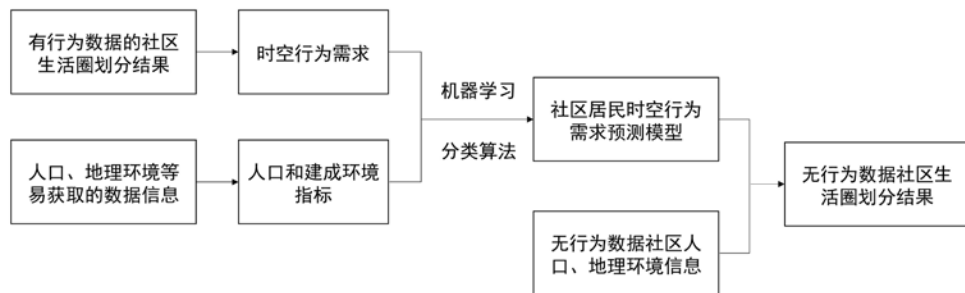 有行为数据的社区
生活圈划分结果
时空行为需求
人口、地理环境等
易获取的数据信息
人口和建成环境
指标
机器学习
分类算法
社区居民时空行为
需求预测模型
无行为数据社区人
口、地理环境信息
无行为数据社区生
活圈划分结果